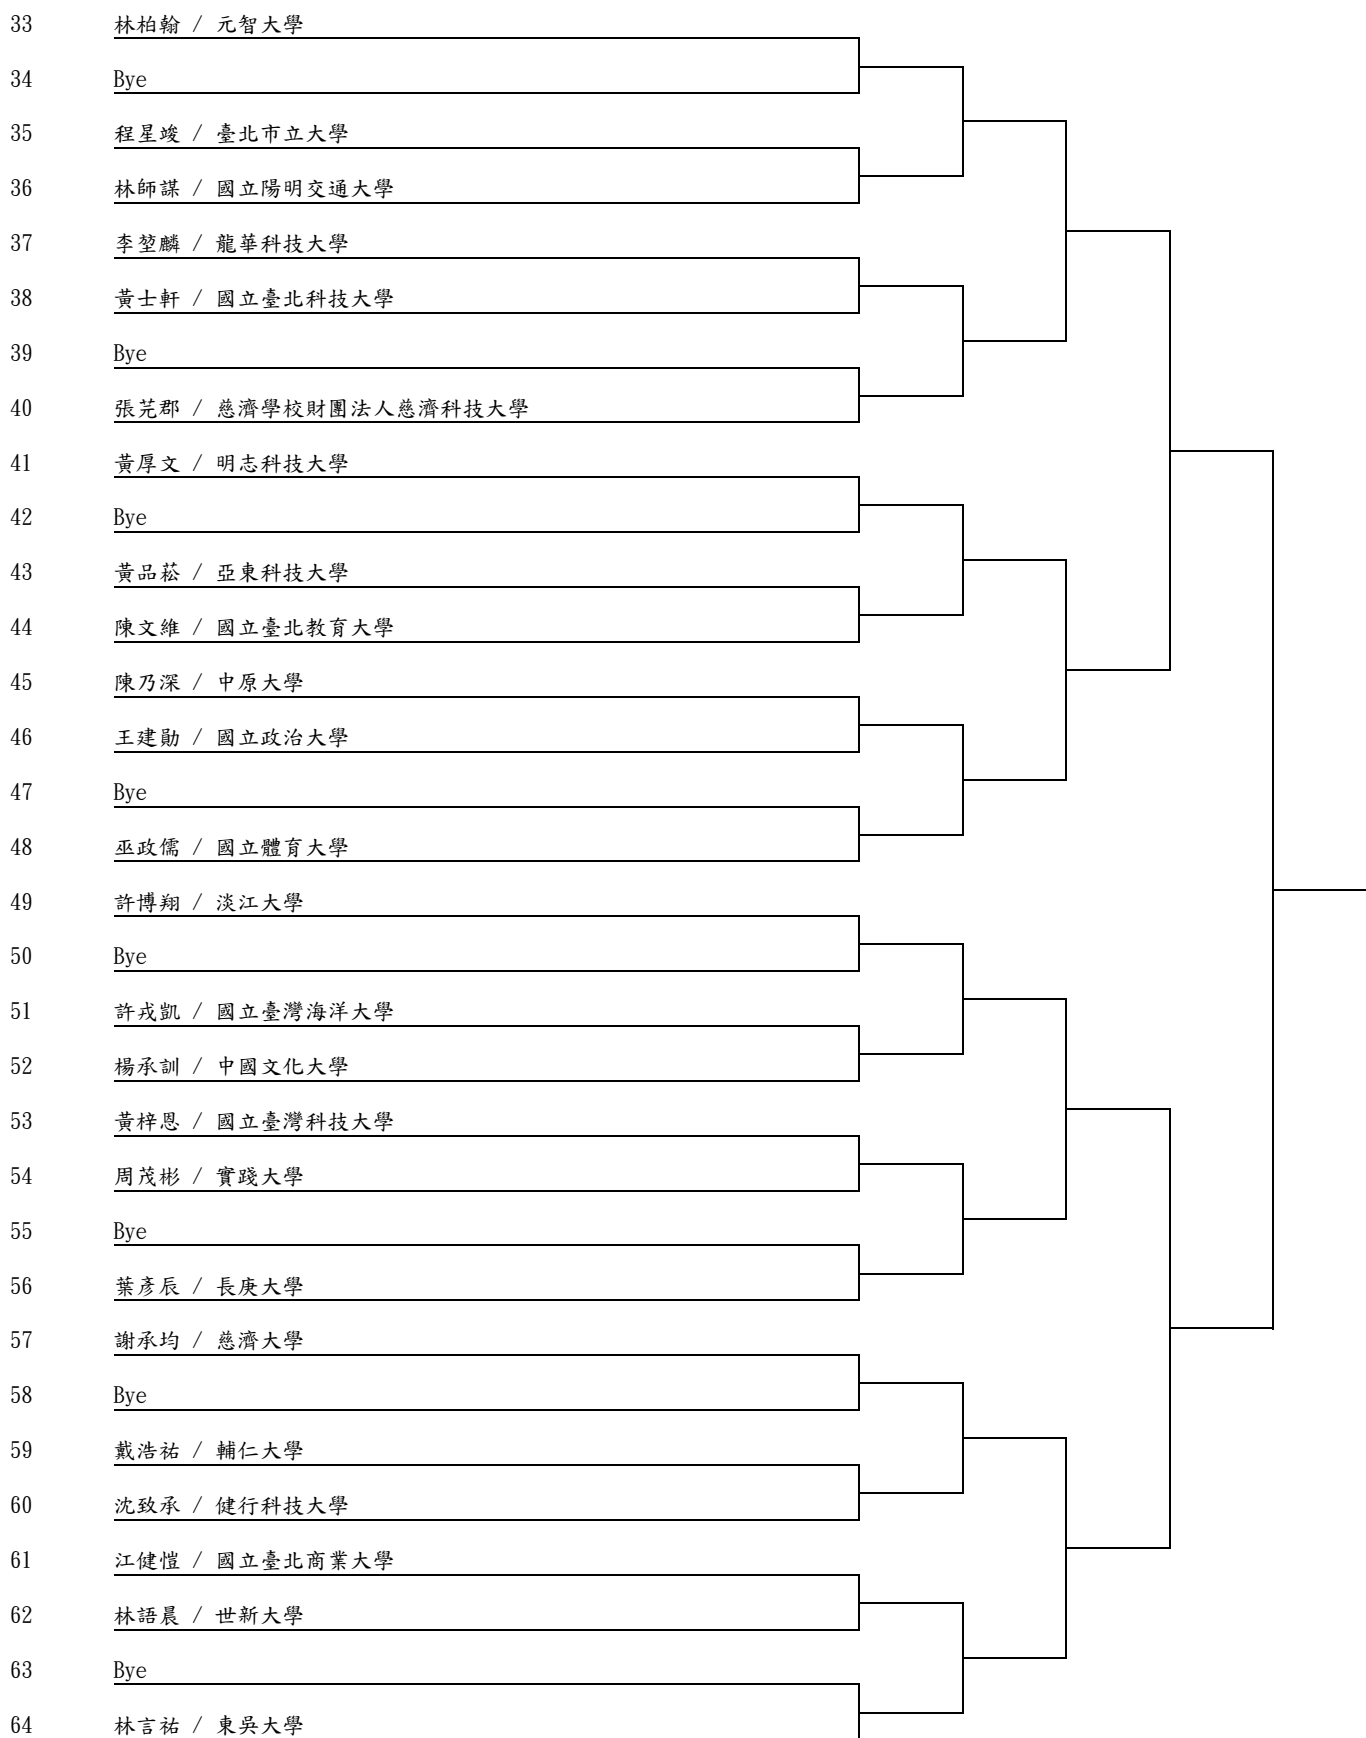 33 林柏翰 / 元智大學
34 Bye
35 程星竣 / 臺北市立大學
36 林師謀 / 國立陽明交通大學
37 李堃麟 / 龍華科技大學
38 黃士軒 / 國立臺北科技大學
39 Bye
40 張芫郡 / 慈濟學校財團法人慈濟科技大學
41 黃厚文 / 明志科技大學
42 Bye
43 黃品菘 / 亞東科技大學
44 陳文維 / 國立臺北教育大學
45 陳乃深 / 中原大學
46 王建勛 / 國立政治大學
47 Bye
48 巫政儒 / 國立體育大學
49 許博翔 / 淡江大學
50 Bye
51 許戎凱 / 國立臺灣海洋大學
52 楊承訓 / 中國文化大學
53 黃梓恩 / 國立臺灣科技大學
54 周茂彬 / 實踐大學
55 Bye
56 葉彥辰 / 長庚大學
57 謝承均 / 慈濟大學
58 Bye
59 戴浩祐 / 輔仁大學
60 沈致承 / 健行科技大學
61 江健愷 / 國立臺北商業大學
62 林語晨 / 世新大學
63 Bye
64 林言祐 / 東吳大學